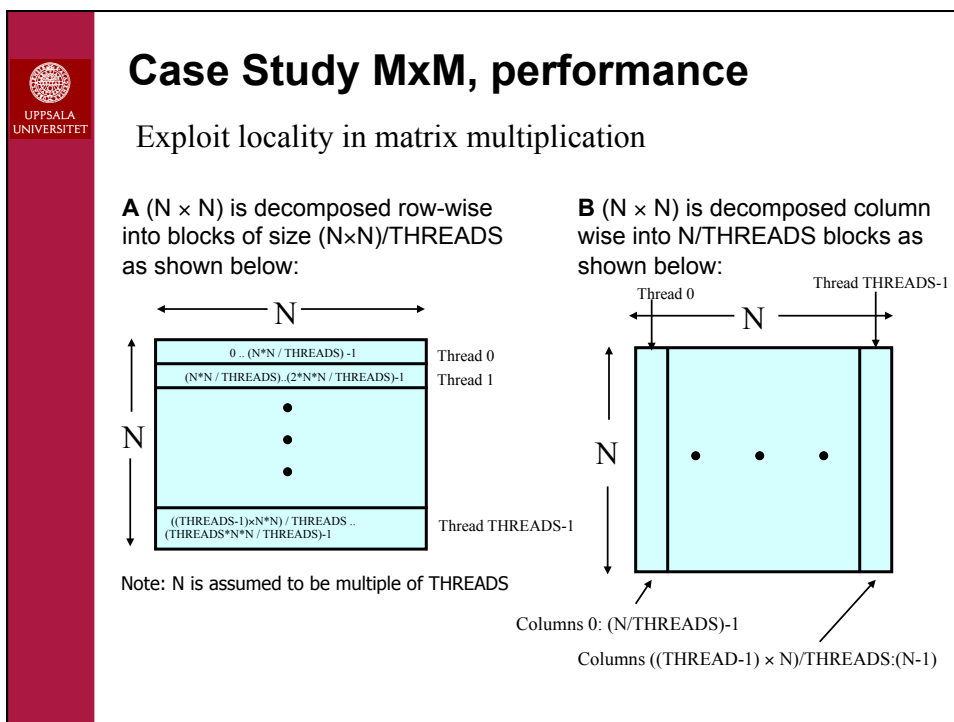 UPPSALA
UNIVERSITET
Case Study MxM, performance
Exploit locality in matrix multiplication
A (N × N) is decomposed row-wise
into blocks of size (N×N)/THREADS
as shown below:
N
0 .. (N*N / THREADS) -1
Thread 0
(N*N / THREADS)..(2*N*N / THREADS)-1
Thread 1
N
((THREADS-1)×N*N) / THREADS ..
(THREADS*N*N / THREADS)-1
Thread THREADS-1
Note: N is assumed to be multiple of THREADS
B (N × N) is decomposed column
wise into N/THREADS blocks as
shown below:
Thread 0
Thread THREADS-1
N
N
Columns 0: (N/THREADS)-1
Columns ((THREAD-1) × N)/THREADS:(N-1)